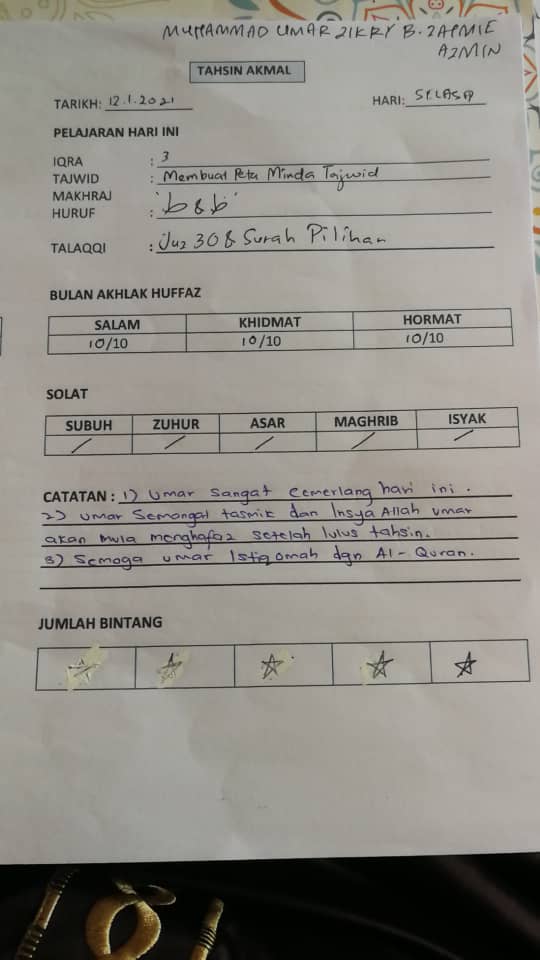 MUHAMMAD UMAR ZIKRY B. ZAPMIE
AZMIN
TAHSIN AKMAL
TARIKH: 12.1.2021 HARI: SELASA
PELAJARAN HARI INI
IQRA : 3
TAJWID : Membuat Peta Minda Tajwid
MAKHRAJ
HURUF :
TALAQQI : Juz 30 & Surah Pilihan
BULAN AKHLAK HUFFAZ
SALAM KHIDMAT HORMAT
10/10 10/10 10/10
SOLAT
SUBUH ZUHUR ASAR MAGHRIB ISYAK
/ / / / /
CATATAN : 1) Umar sangat cemerlang hari ini.
2) Umar Semangat tasmik dan InsyaAllah umar
akan mula menghafaz setelah lulus tahsin.
3) Semoga umar Istiqomah dgn Al-Quran.
JUMLAH BINTANG